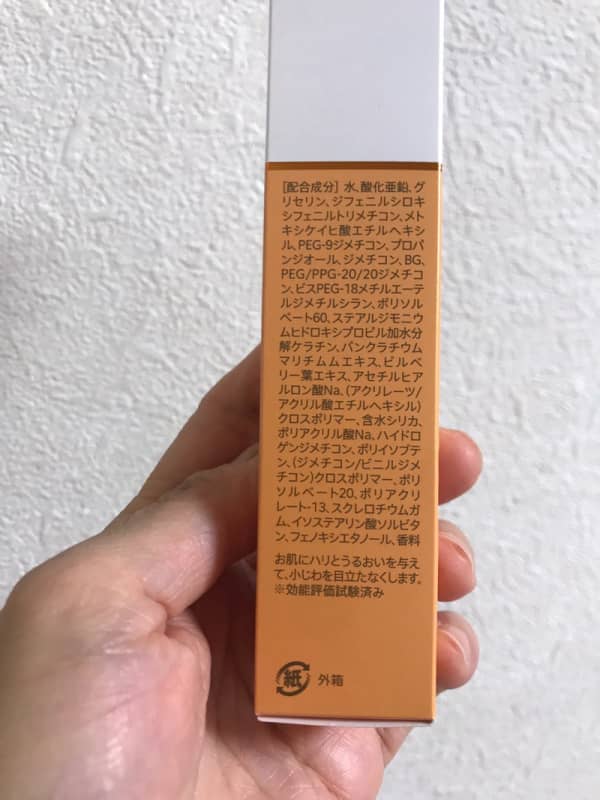 [配合成分] 水、酸化亜鉛、グ
リセリン、ジフェニルシロキ
シフェニルトリメチコン、メト
キシケイヒ酸エチルヘキシ
ル、PEG-9ジメチコン、プロパ
ンジオール、ジメチコン、BG、
PEG/PPG-20/20ジメチコ
ン、ビスPEG-18メチルエーテ
ルジメチルシラン、ポリソル
ベート60、ステアルジモニウ
ムヒドロキシプロピル加水分
解ケラチン、パンクラチウム
マリチムムエキス、ビルベ
リー葉エキス、アセチルヒア
ルロン酸Na、(アクリレーツ/
アクリル酸エチルヘキシル)
クロスポリマー、含水シリカ、
ポリアクリル酸Na、ハイドロ
ゲンジメチコン、ポリイソブテ
ン、(ジメチコン/ビニルジメ
チコン)クロスポリマー、ポリ
ソルベート20、ポリアクリ
レート-13、スクレロチウムガ
ム、イソステアリン酸ソルビタ
ン、フェノキシエタノール、香料
お肌にハリとうるおいを与え
て、小じわを目立たなくします。
※効能評価試験済み
紙 外箱